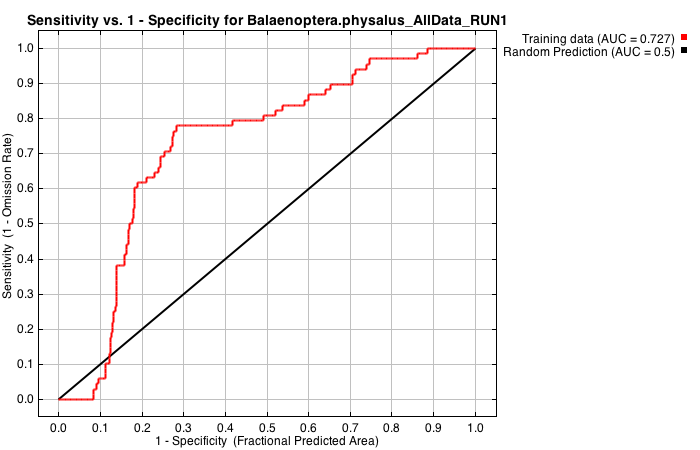 Sensitivity vs. 1 - Specificity for Balaenoptera.physalus_AllData_RUN1
Training data (AUC = 0.727)
Random Prediction (AUC = 0.5)
Sensitivity (1 - Omission Rate)
1.0
0.9
0.8
0.7
0.6
0.5
0.4
0.3
0.2
0.1
0.0
0.0 0.1 0.2 0.3 0.4 0.5 0.6 0.7 0.8 0.9 1.0
1 - Specificity (Fractional Predicted Area)